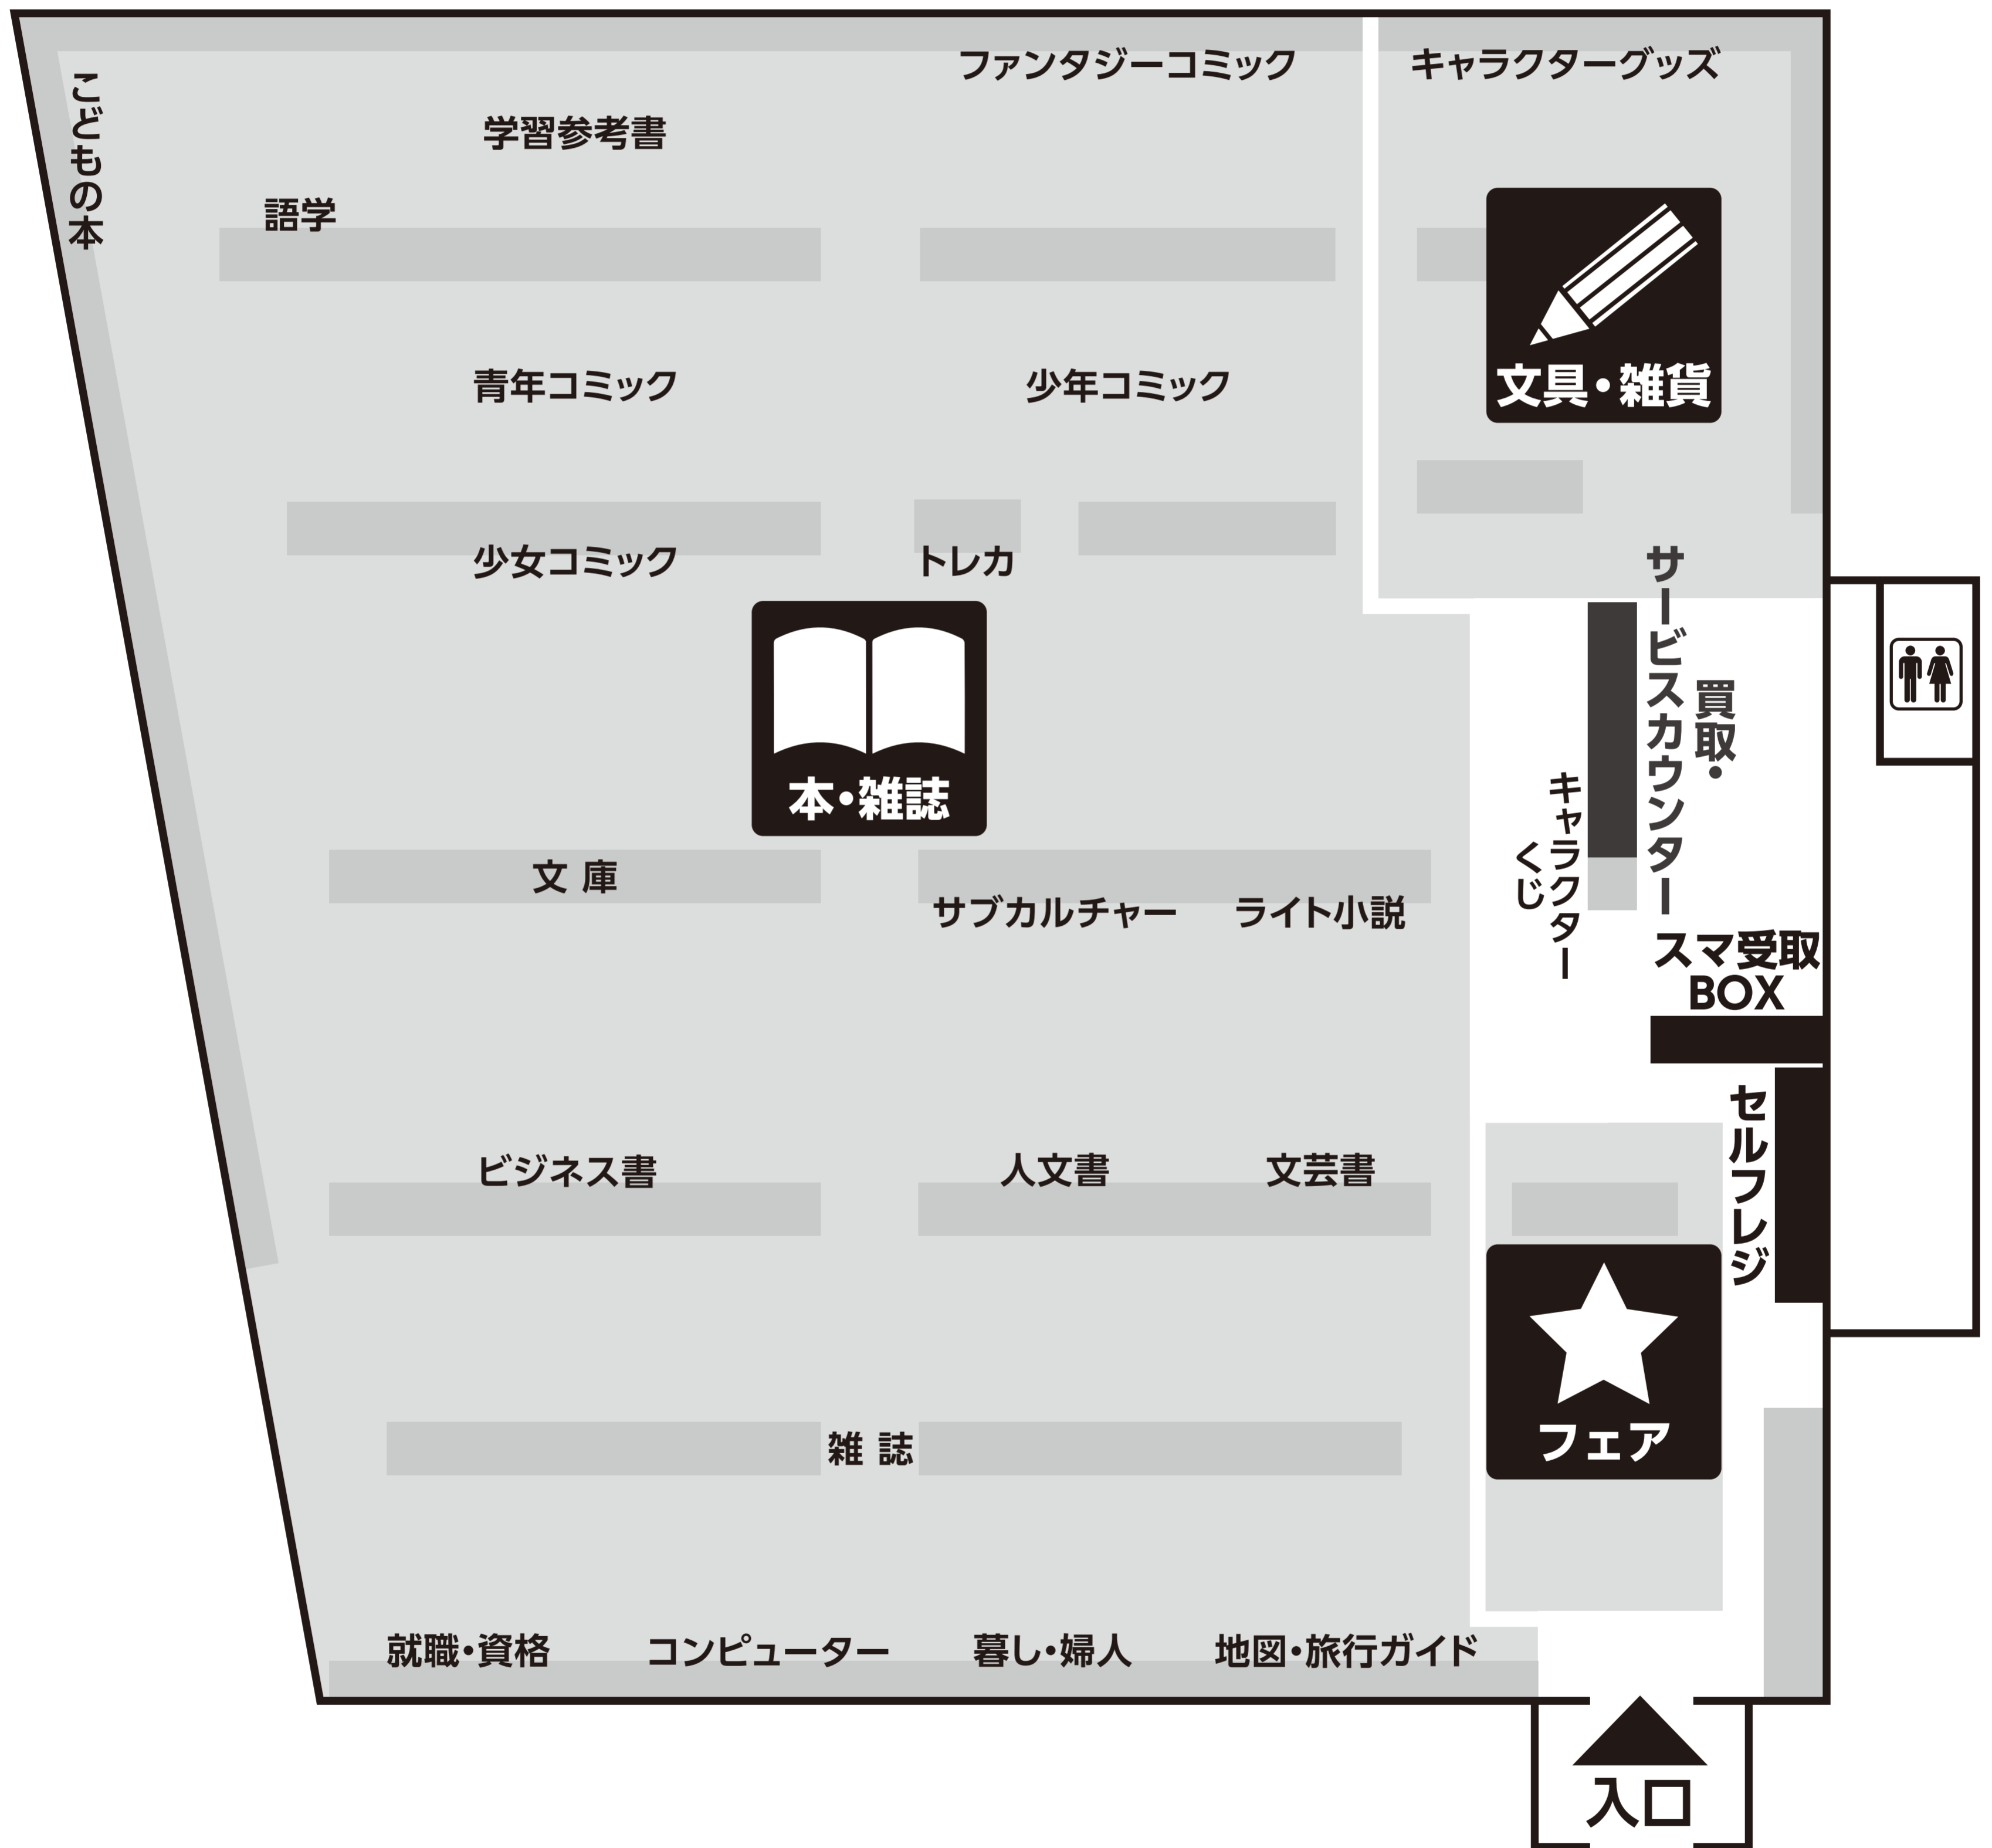 こどもの本
ファンタジーコミック
キャラクターグッズ
学習参考書
語学
文具・雑貨
青年コミック
少年コミック
少女コミック
トレカ
本・雑誌
買取・
サービスカウンター
キャラクター
くじ
文庫
サブカルチャー
ライト小説
スマ受取
BOX
セルフレジ
ビジネス書
人文書
文芸書
フェア
雑誌
就職・資格
コンピューター
暮し・婦人
地図・旅行ガイド
入口